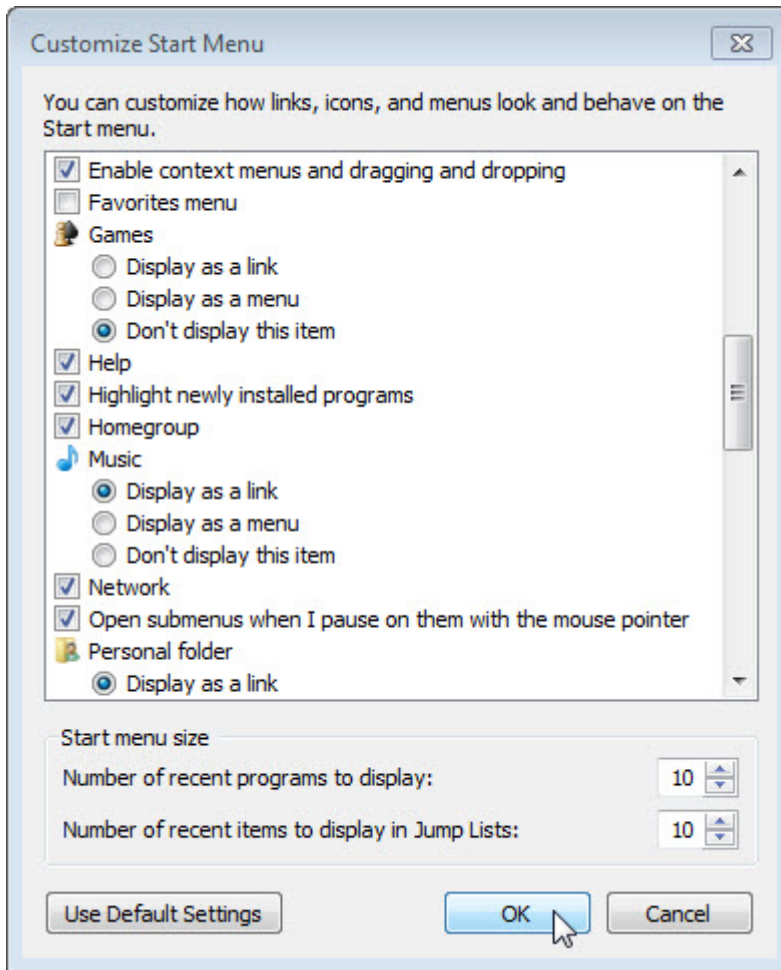 Customize Start Menu
You can customize how links, icons, and menus look and behave on the
Start menu.
Enable context menus and dragging and dropping
Favorites menu
Games
Display as a link
Display as a menu
Don't display this item
Help
Highlight newly installed programs
Homegroup
Music
Display as a link
Display as a menu
Don't display this item
Network
Open submenus when I pause on them with the mouse pointer
Personal folder
Display as a link
Start menu size
Number of recent programs to display: 10
Number of recent items to display in Jump Lists: 10
Use Default Settings OK Cancel